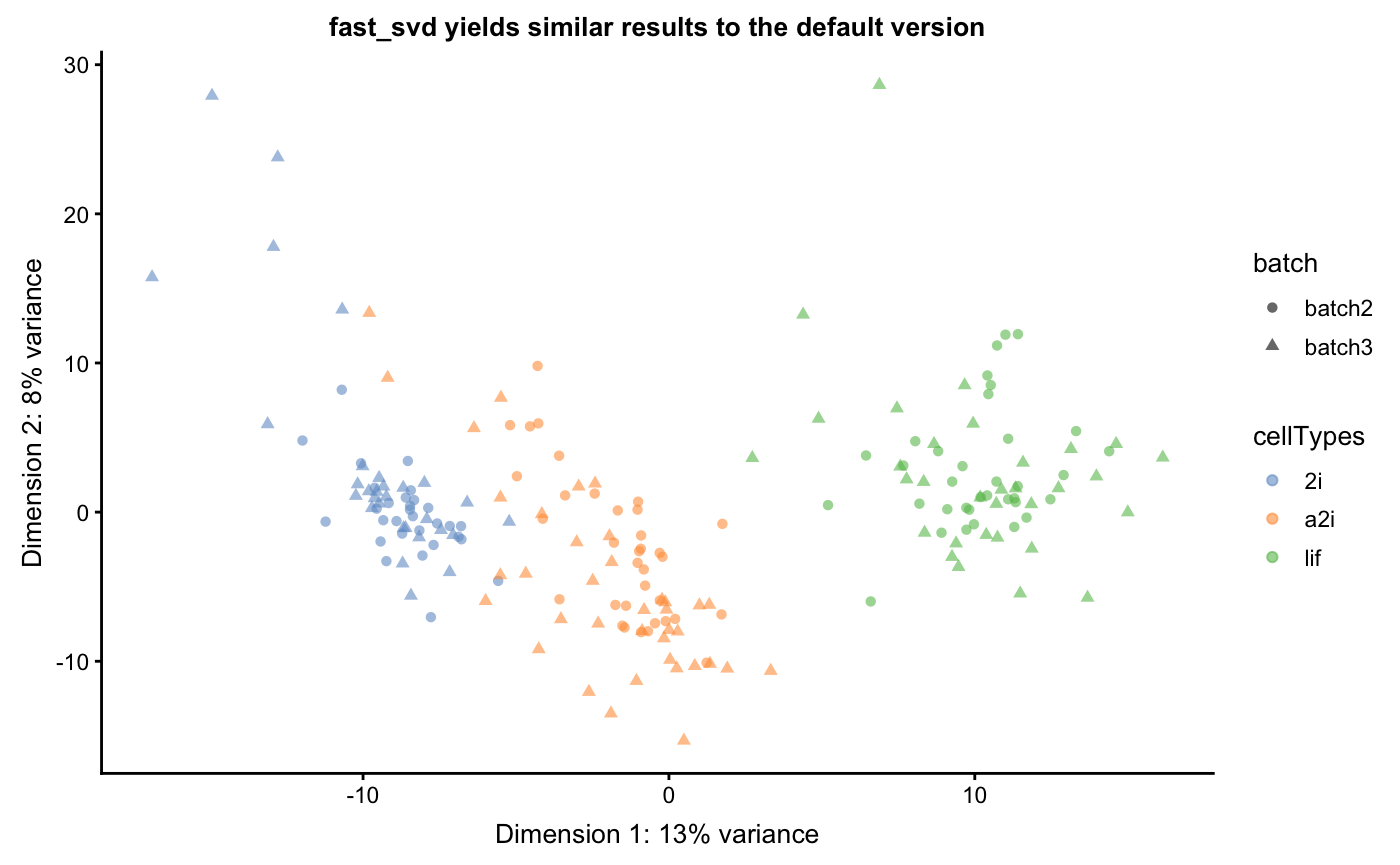 fast_svd yields similar results to the default version
30
20
10
0
-10
Dimension 2: 8% variance
-10
0
10
Dimension 1: 13% variance
batch
batch2
batch3
cellTypes
2i
a2i
lif